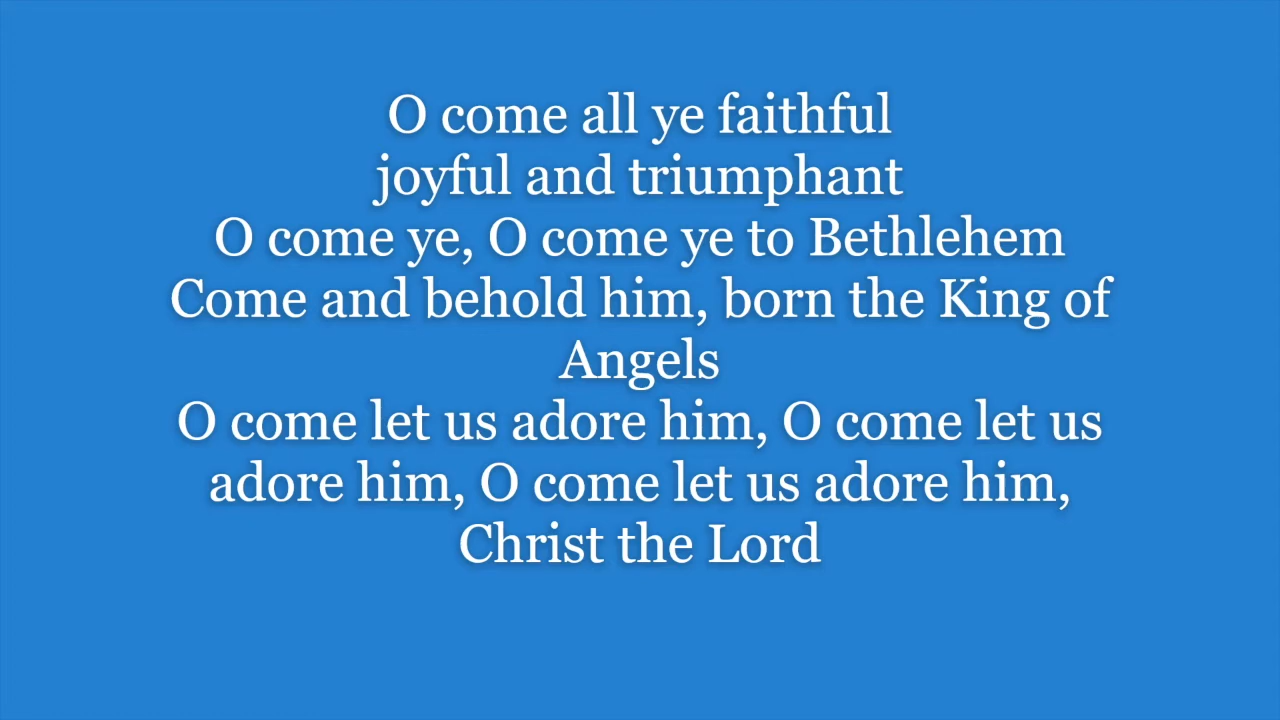 O come all ye faithful
joyful and triumphant
O come ye, O come ye to Bethlehem
Come and behold him, born the King of
Angels
O come let us adore him, O come let us
adore him, O come let us adore him,
Christ the Lord